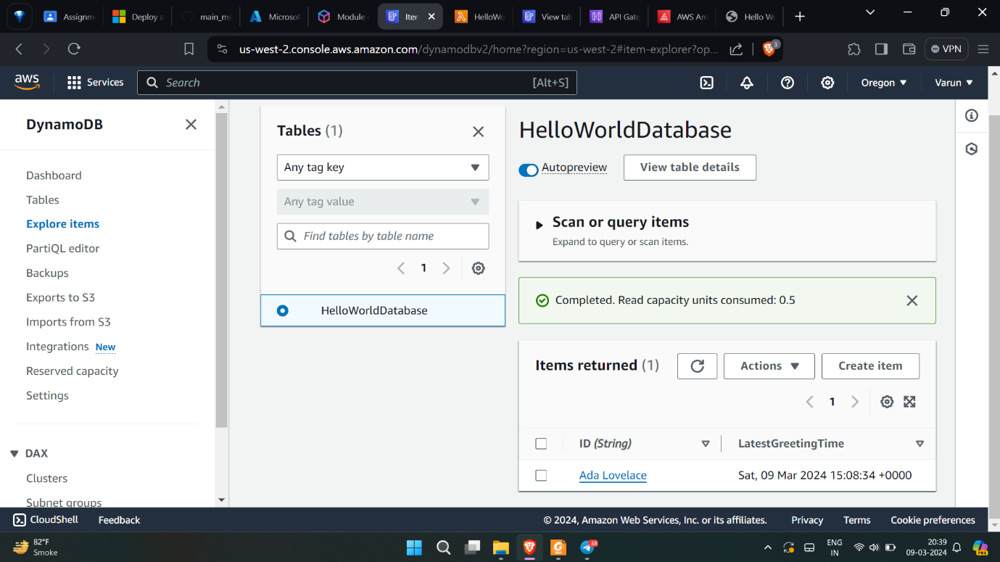 Assignm
Deploy a
main_ms
Microsof
Module
Iten
HelloWo
View tab
API Gate
AWS Am
Hello W
us-west-2.console.aws.amazon.com/dynamodbv2/home?region=us-west-2#item-explorer?op...
3
VPN
aws
Services
Search
[Alt+S]
Oregon
Varun
DynamoDB
Dashboard
Tables
Explore items
PartiQL editor
Backups
Exports to S3
Imports from S3
Integrations New
Reserved capacity
Settings
DAX
Clusters
Subnet groups
Tables (1)
Any tag key
Any tag value
Find tables by table name
1
HelloWorldDatabase
HelloWorldDatabase
Autopreview
View table details
Scan or query items
Expand to query or scan items.
Completed. Read capacity units consumed: 0.5
Items returned (1)
Actions
Create item
1
ID (String)
LatestGreetingTime
Ada Lovelace
Sat, 09 Mar 2024 15:08:34 +0000
CloudShell
Feedback
© 2024, Amazon Web Services, Inc. or its affiliates.
Privacy
Terms
Cookie preferences
82°F
Smoke
68
ENG
IN
20:39
09-03-2024
PRE